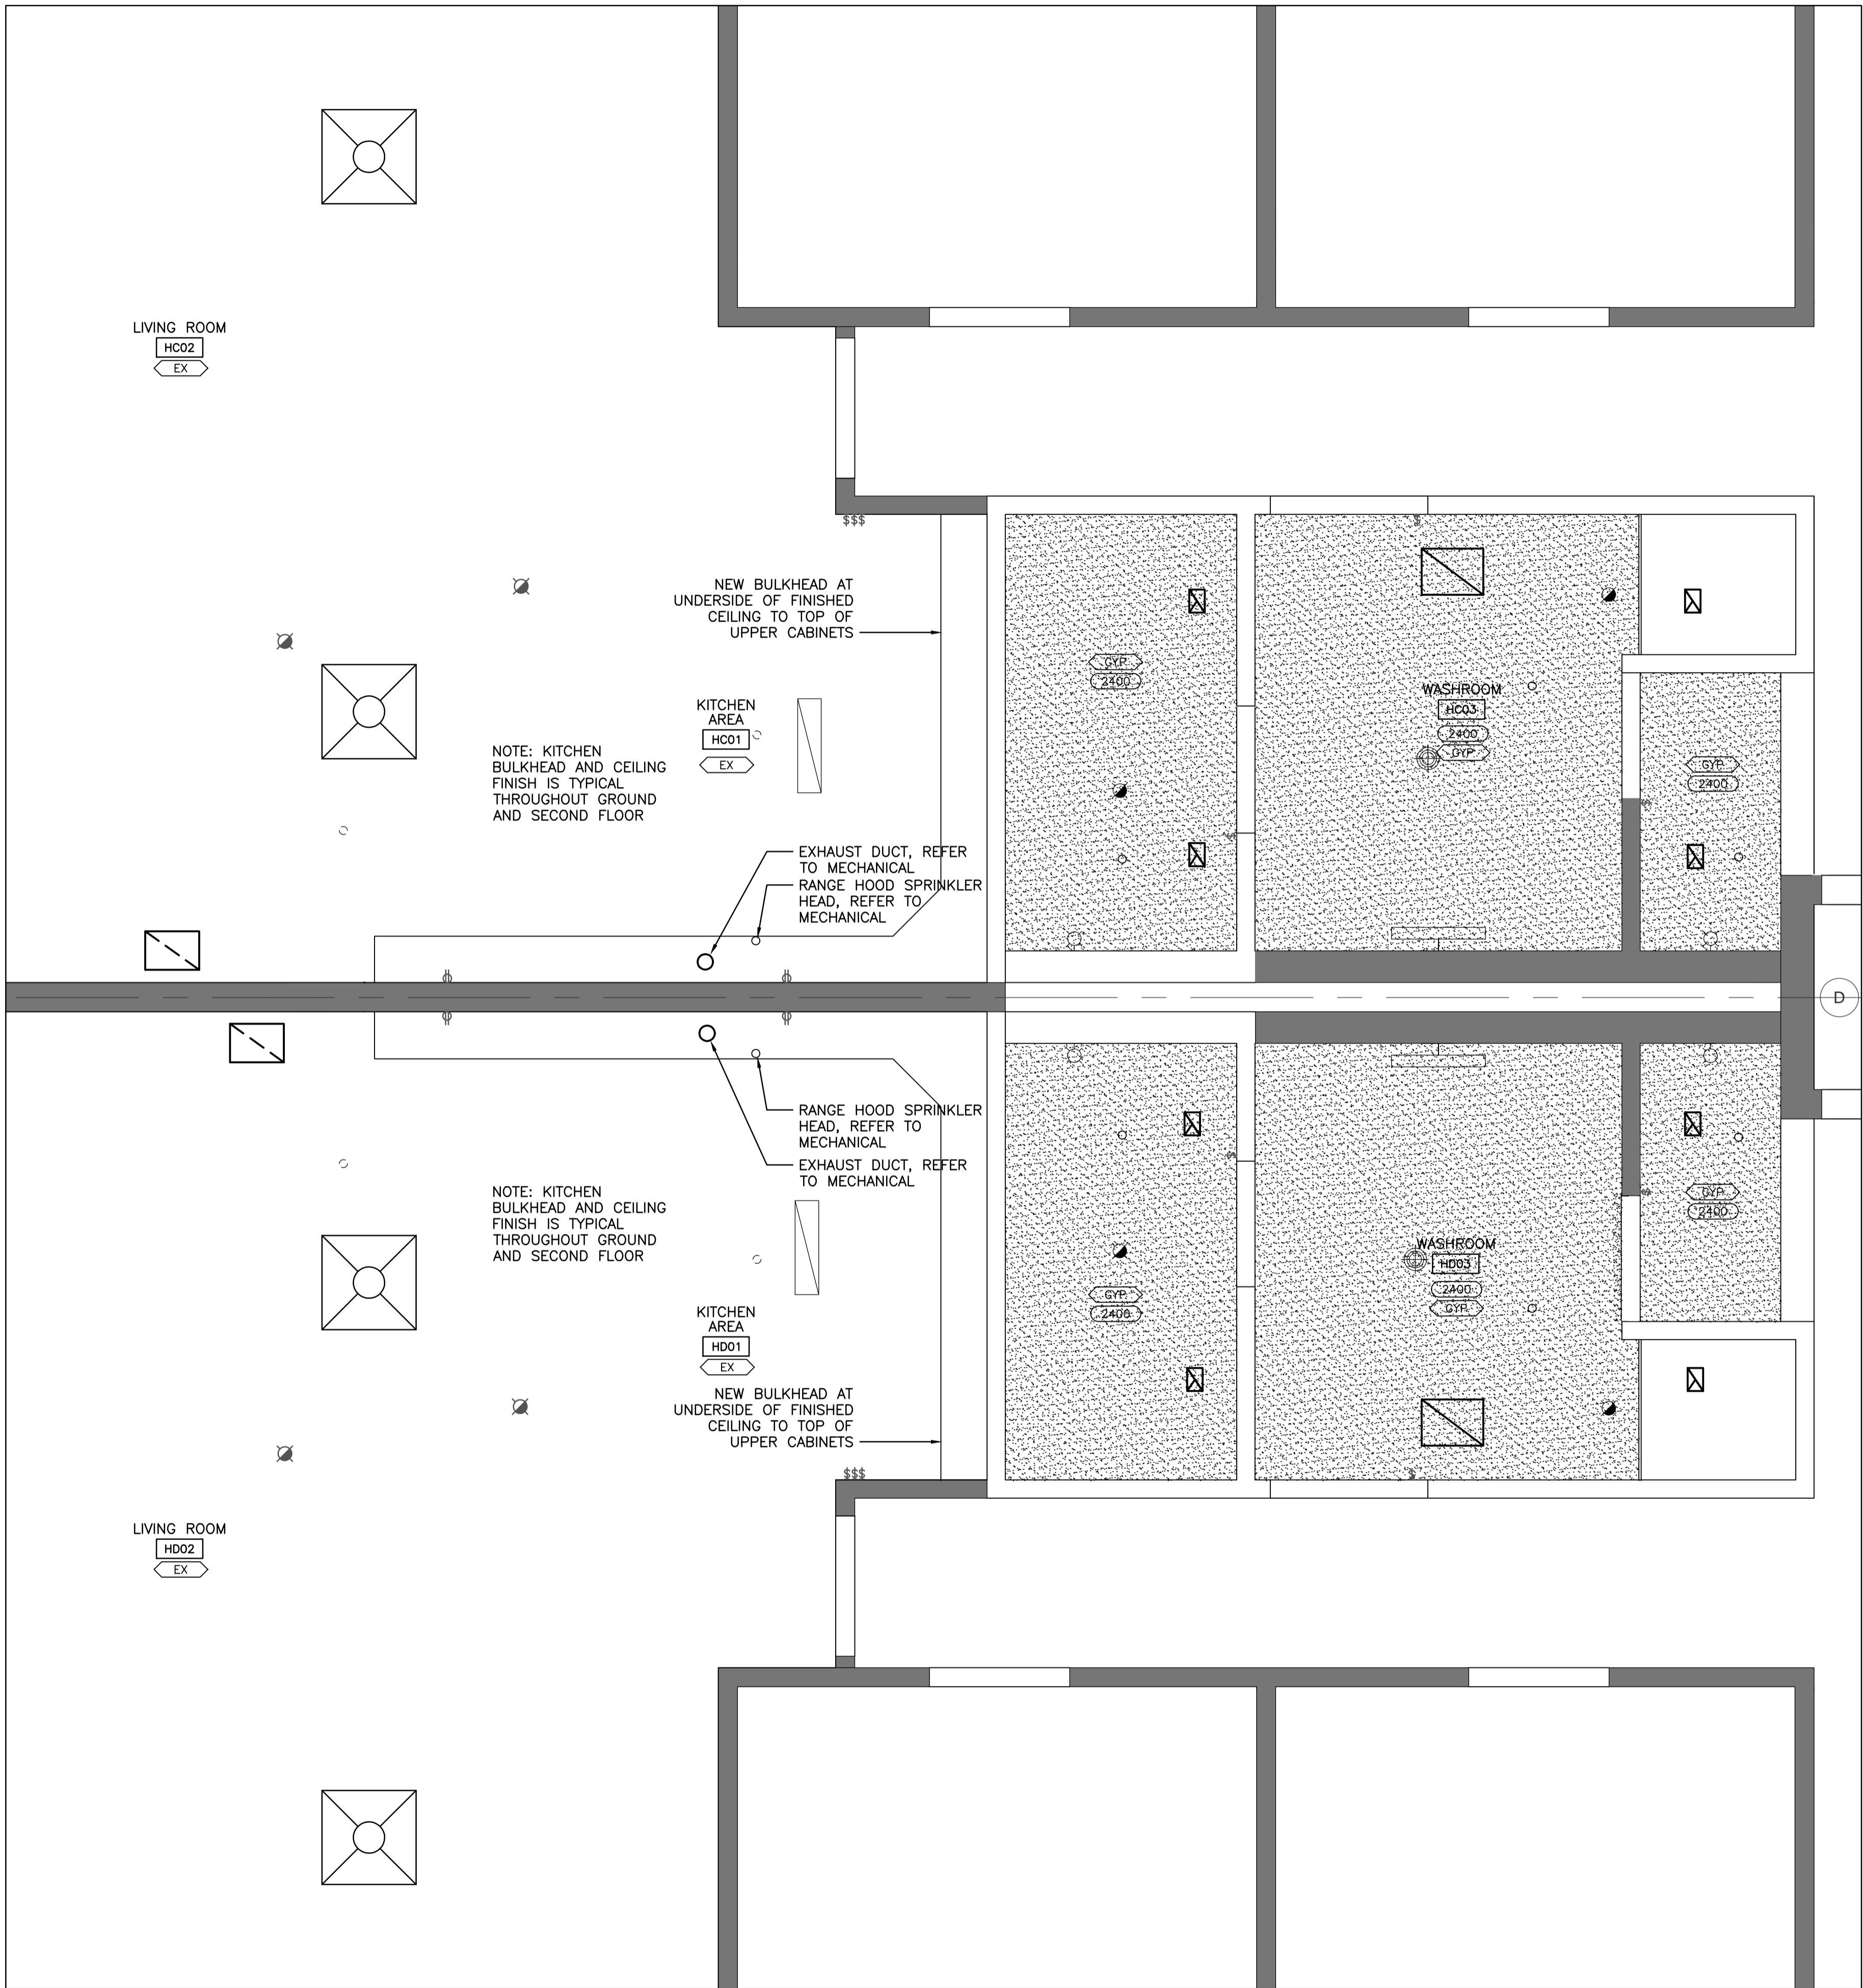 LIVING ROOM
HC02
EX
$$$
$
NEW BULKHEAD AT
UNDERSIDE OF FINISHED
CEILING TO TOP OF
UPPER CABINETS
KITCHEN
AREA
HC01
EX
NOTE: KITCHEN
BULKHEAD AND CEILING
FINISH IS TYPICAL
THROUGHOUT GROUND
AND SECOND FLOOR
GYP.
2400
WASHROOM
HC03
2400
GYP.
GYP.
2400
$
$
EXHAUST DUCT, REFER
TO MECHANICAL
RANGE HOOD SPRINKLER
HEAD, REFER TO
MECHANICAL
D
RANGE HOOD SPRINKLER
HEAD, REFER TO
MECHANICAL
EXHAUST DUCT, REFER
TO MECHANICAL
$
$
NOTE: KITCHEN
BULKHEAD AND CEILING
FINISH IS TYPICAL
THROUGHOUT GROUND
AND SECOND FLOOR
GYP.
2400
WASHROOM
HD03
2400
GYP.
GYP.
2400
KITCHEN
AREA
HD01
EX
NEW BULKHEAD AT
UNDERSIDE OF FINISHED
CEILING TO TOP OF
UPPER CABINETS
$$$
$
LIVING ROOM
HD02
EX